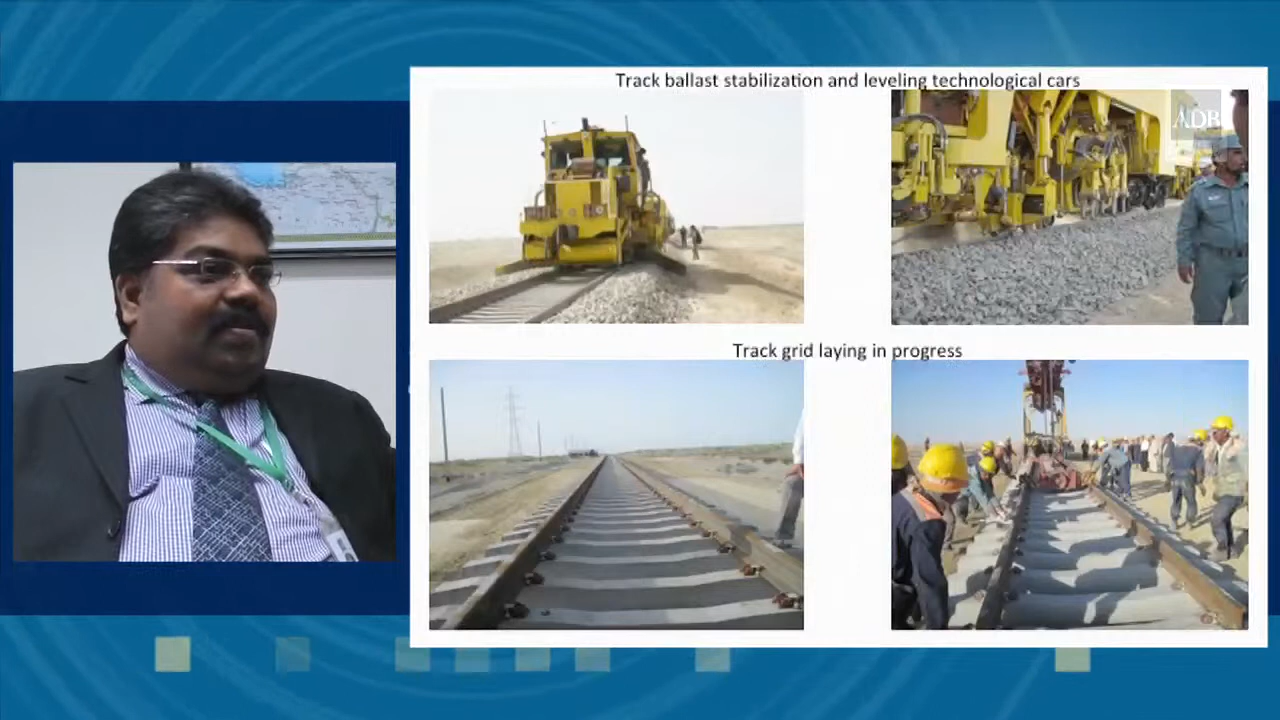 Track ballast stabilization and leveling technological cars
ADB
Track grid laying in progress